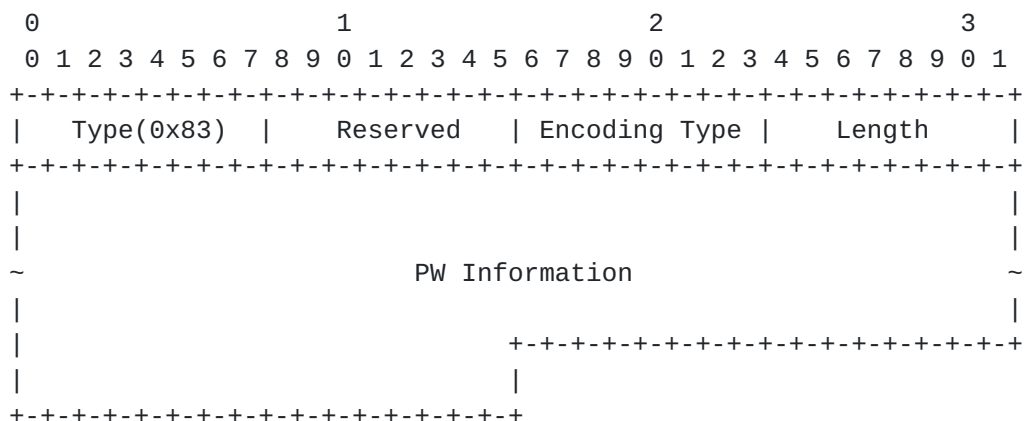 0                   1                   2                   3
 0 1 2 3 4 5 6 7 8 9 0 1 2 3 4 5 6 7 8 9 0 1 2 3 4 5 6 7 8 9 0 1
+-+-+-+-+-+-+-+-+-+-+-+-+-+-+-+-+-+-+-+-+-+-+-+-+-+-+-+-+-+-+-+-+
|   Type(0x83)  |    Reserved   | Encoding Type |    Length     |
+-+-+-+-+-+-+-+-+-+-+-+-+-+-+-+-+-+-+-+-+-+-+-+-+-+-+-+-+-+-+-+-+
|                                                               |
|                                                               |
~                         PW Information                        ~
|                                                               |
|                               +-+-+-+-+-+-+-+-+-+-+-+-+-+-+-+-+
|                               |
+-+-+-+-+-+-+-+-+-+-+-+-+-+-+-+-+